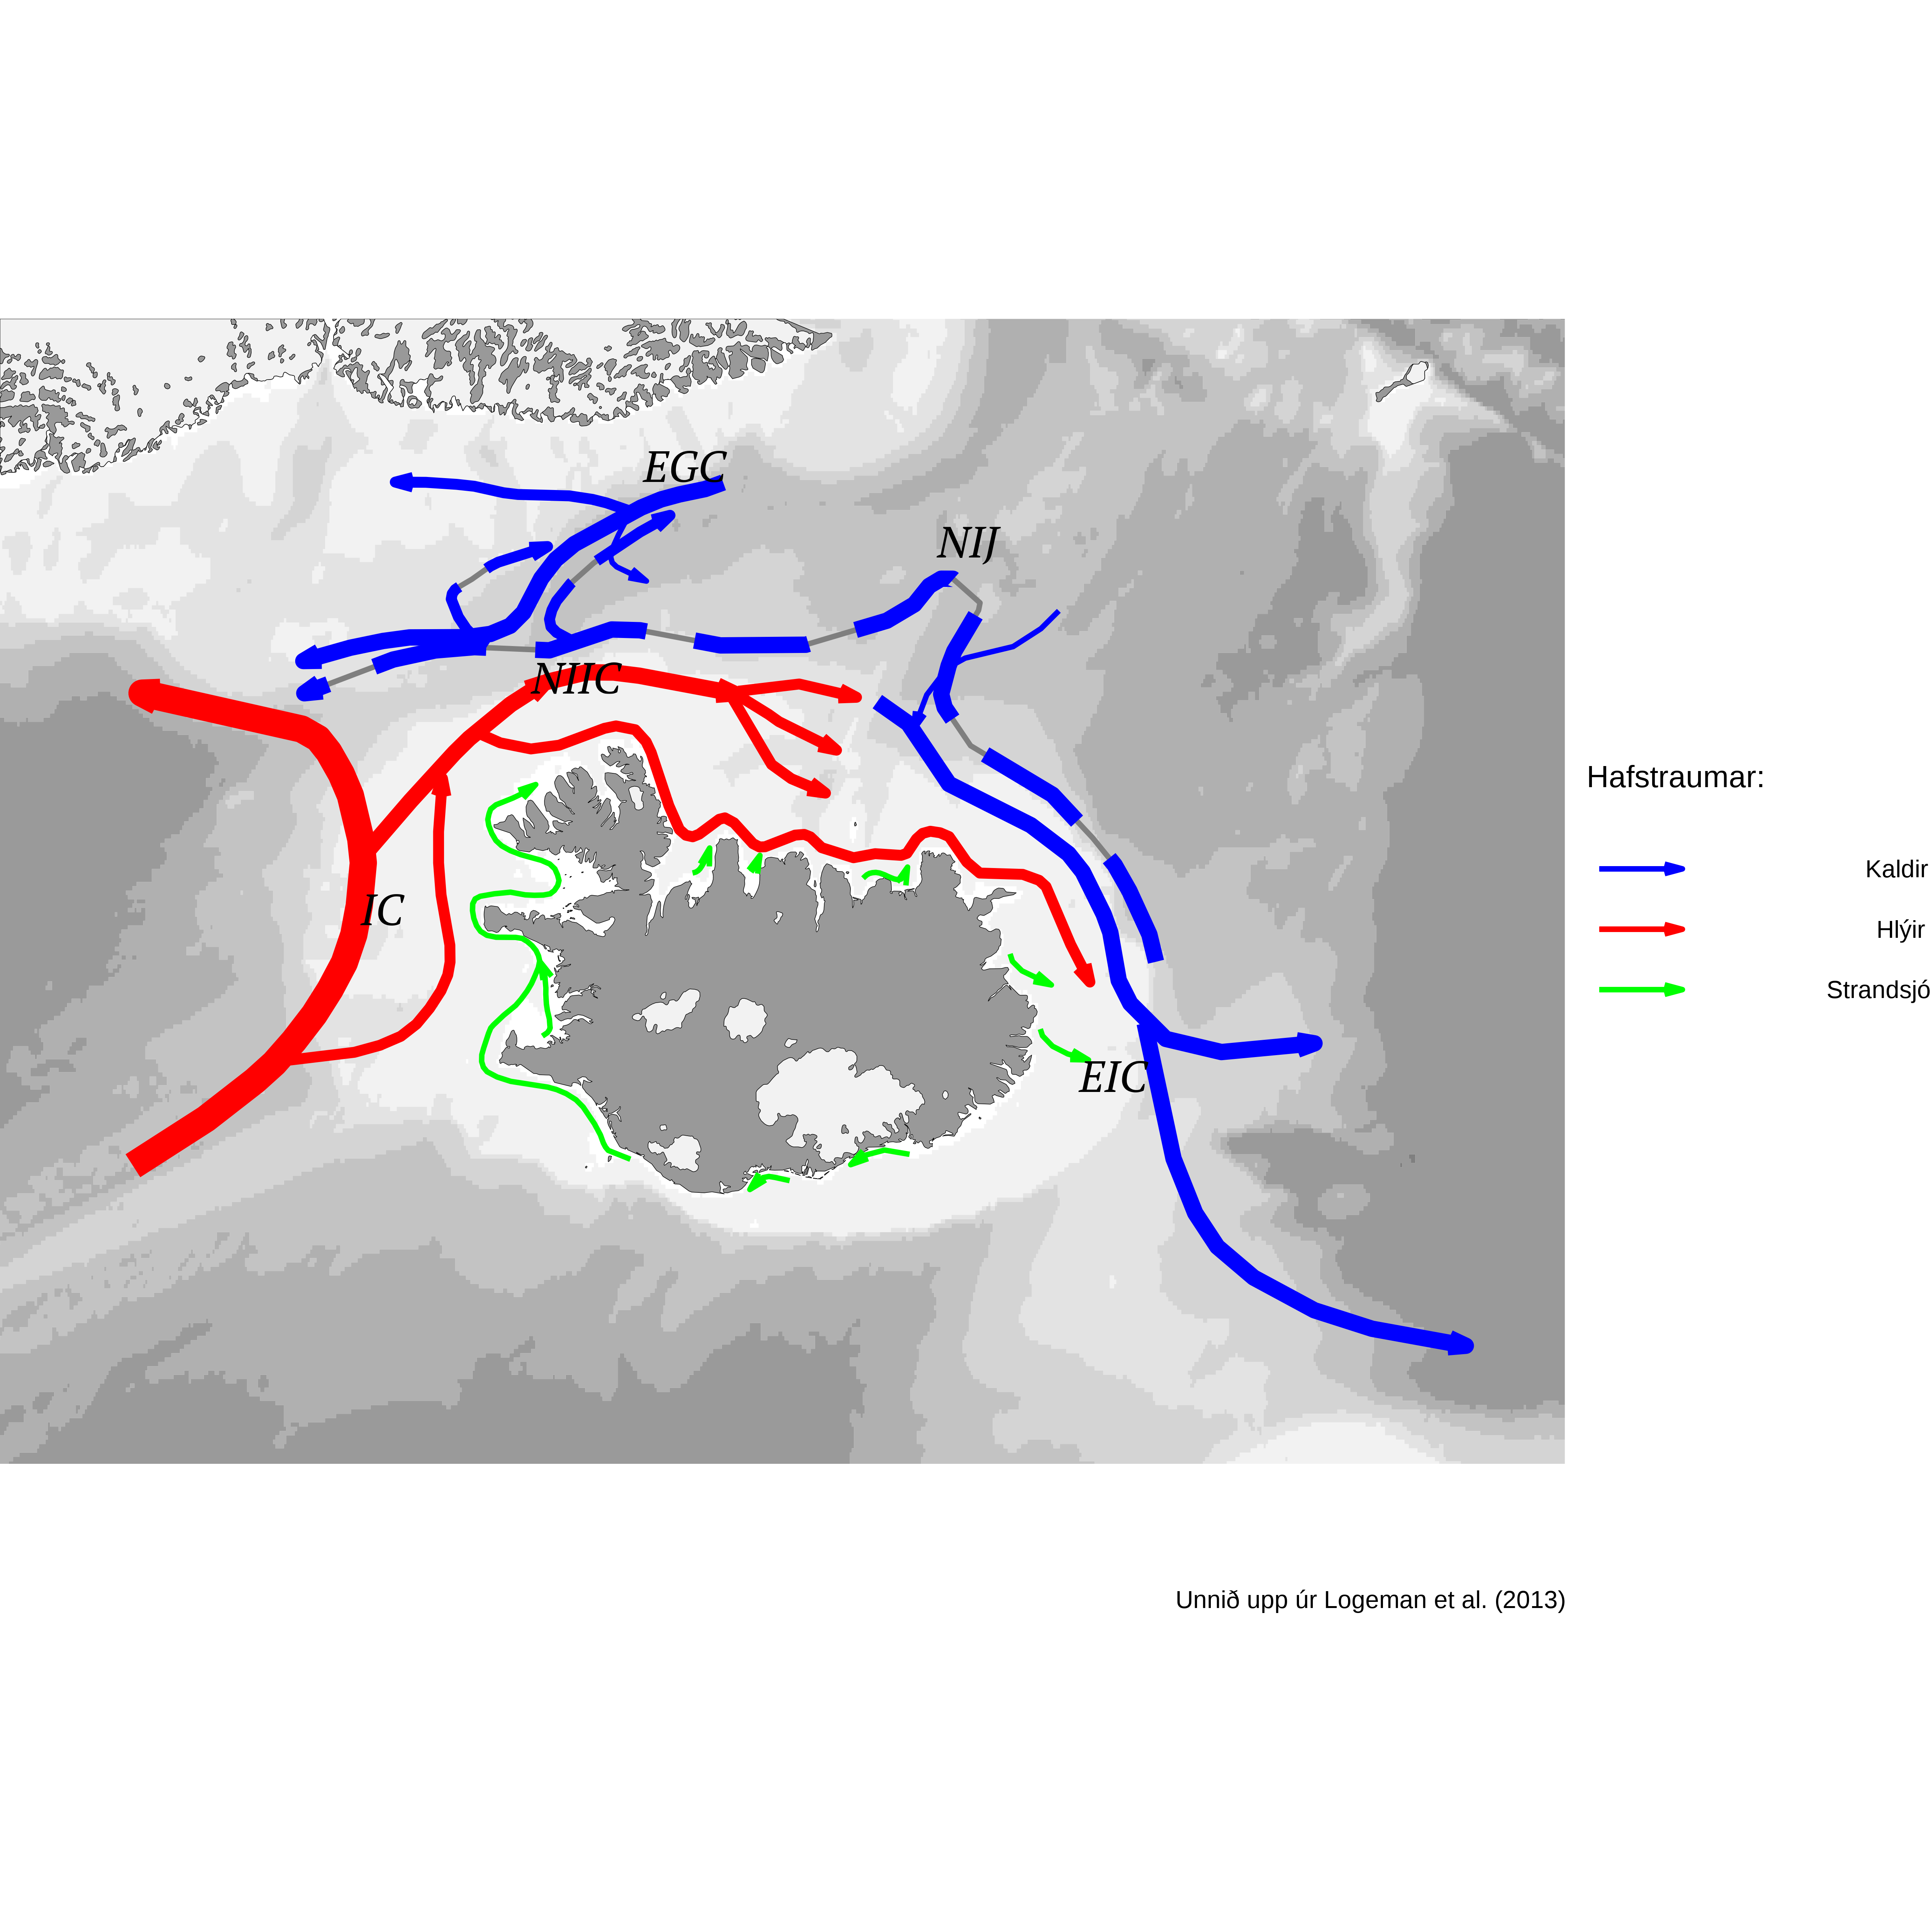 EGC
NIJ
NIIC
IC
EIC
Hafstraumar:
Kaldir
Hlýir
Strandsjó
Unnið upp úr Logeman et al. (2013)